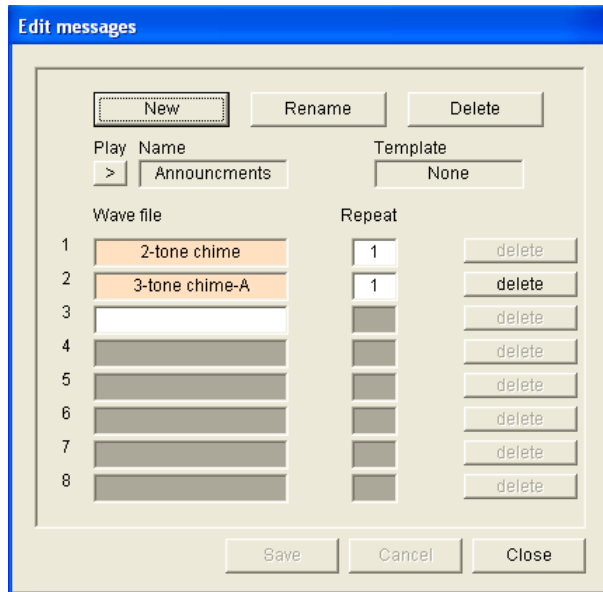 Edit messages
New Rename Delete
Play Name Template
> Announcments None
Wave file Repeat
1 2-tone chime 1 delete
2 3-tone chime-A 1 delete
3 delete
4 delete
5 delete
6 delete
7 delete
8 delete
Save Cancel Close